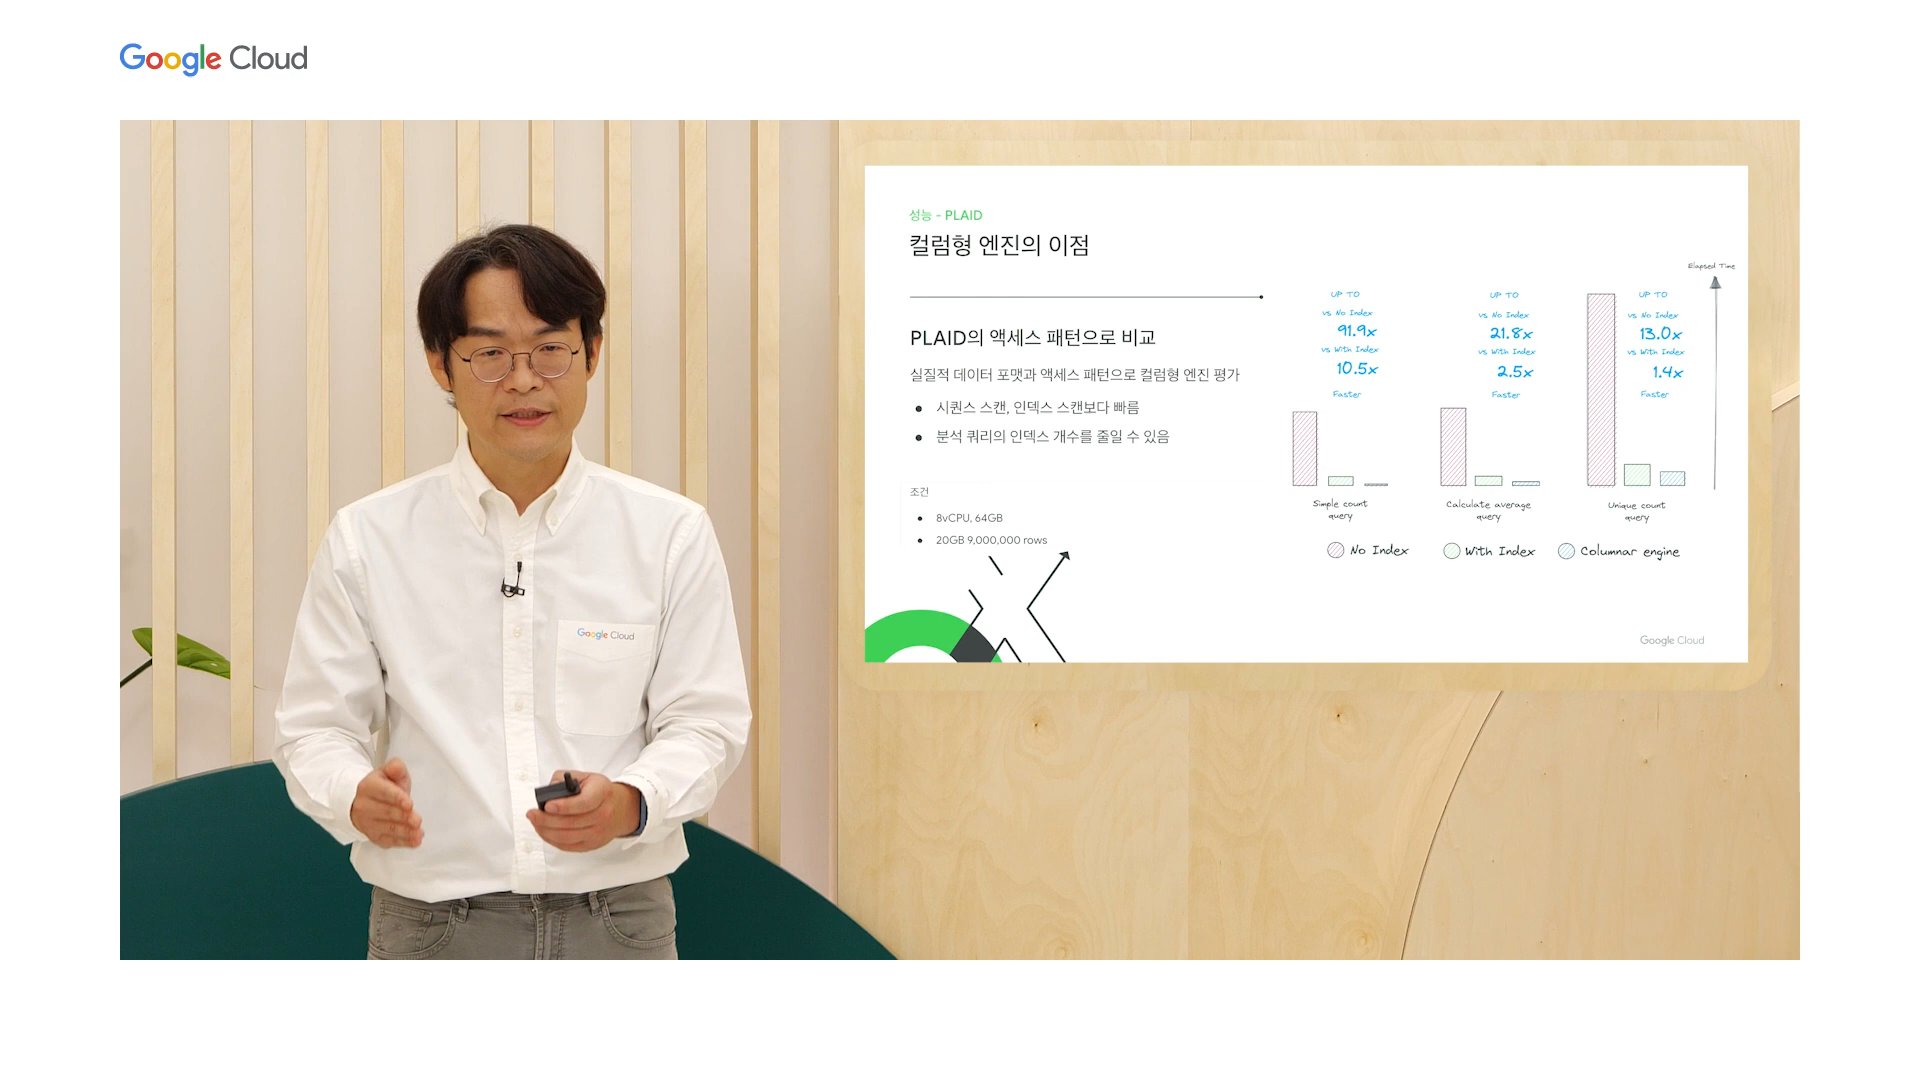 Google Cloud
성능 - PLAID
컬럼형 엔진의 이점
PLAID의 액세스 패턴으로 비교
실질적 데이터 포맷과 액세스 패턴으로 컬럼형 엔진 평가
시퀀스 스캔, 인덱스 스캔보다 빠름
분석 쿼리의 인덱스 개수를 줄일 수 있음
조건
8vCPU, 64GB
20GB 9,000,000 rows
Elapsed Time
UP TO
vs No Index
91.9x
vs With Index
10.5x
Faster
UP TO
vs No Index
21.8x
vs With Index
2.5x
Faster
UP TO
vs No Index
13.0x
vs With Index
1.4x
Faster
Simple count
query
Calculate average
query
Unique count
query
No Index
With Index
Columnar engine
Google Cloud
Google Cloud